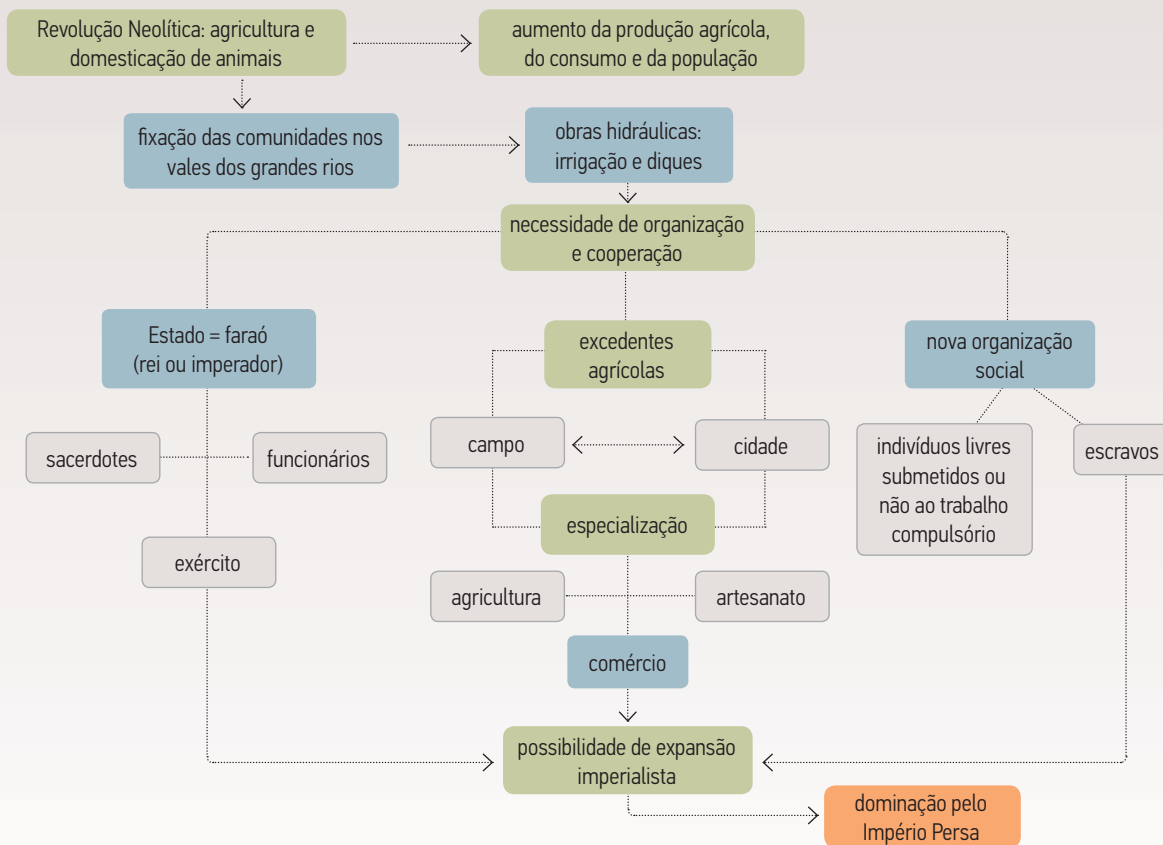 Revolução Neolítica: agricultura e
domesticação de animais
aumento da produção agrícola,
do consumo e da população
fixação das comunidades nos
vales dos grandes rios
obras hidráulicas:
irrigação e diques
necessidade de organização
e cooperação
Estado = faraó
(rei ou imperador)
excedentes
agrícolas
nova organização
social
sacerdotes
funcionários
campo
cidade
indivíduos livres
submetidos ou
não ao trabalho
compulsório
escravos
especialização
exército
agricultura
artesanato
comércio
possibilidade de expansão
imperialista
dominação pelo
Império Persa